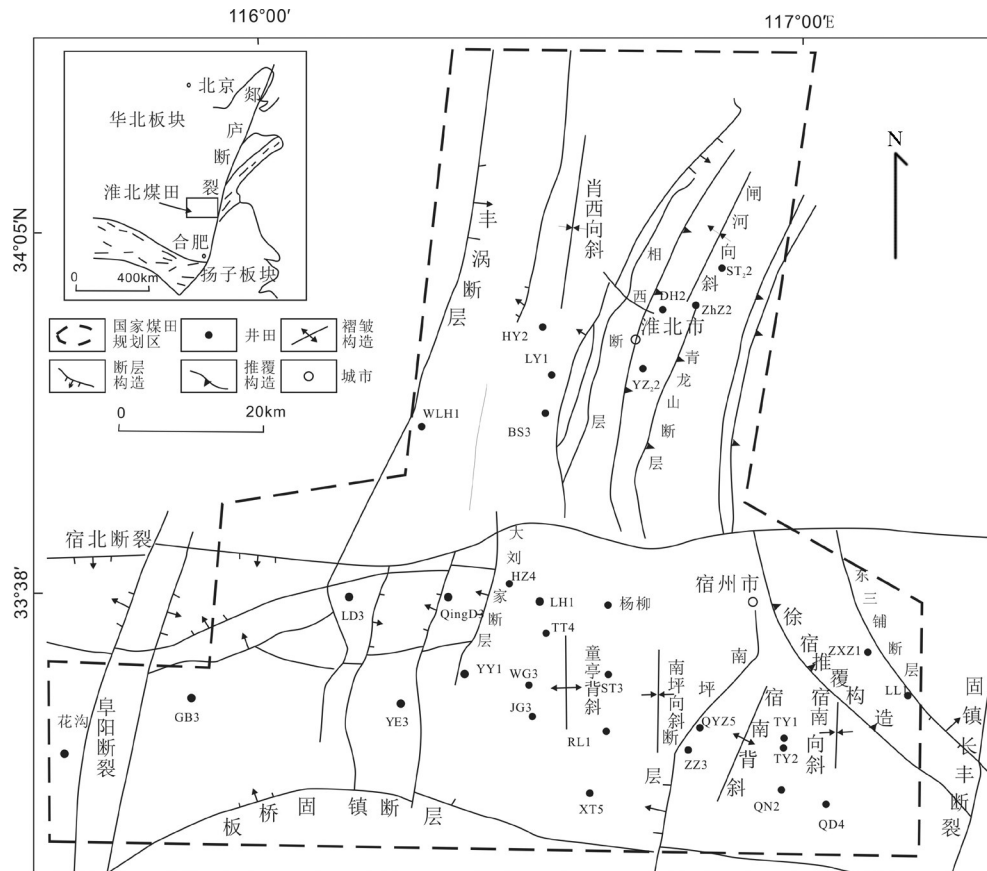 116°00′
117°00′E
34°05′N
33°38′
N
北京
华北板块
郯庐断裂
淮北煤田
合肥
扬子板块
0 400km
国家煤田规划区
井田
褶皱构造
断层构造
推覆构造
城市
0 20km
丰涡断层
肖西向斜
闸河向斜
相西断层
ST₂2
DH2
ZhZ2
淮北市
HY2
LY1
YZ₂2
青龙山断层
BS3
WLH1
宿北断裂
大刘家断层
HZ4
LD3
QingD3
LH1
杨柳
宿州市
东三铺断层
TT4
徐宿推覆构造
ZXZ1
YY1
WG3
童亭背斜
ST3
南坪向斜
南坪断层
LL1
固镇长丰断裂
花沟
阜阳断裂
GB3
YE3
JG3
RL1
QYZ5
宿南背斜
TY1
TY2
宿南向斜
ZZ3
XT5
QN2
QD4
板桥固镇断层